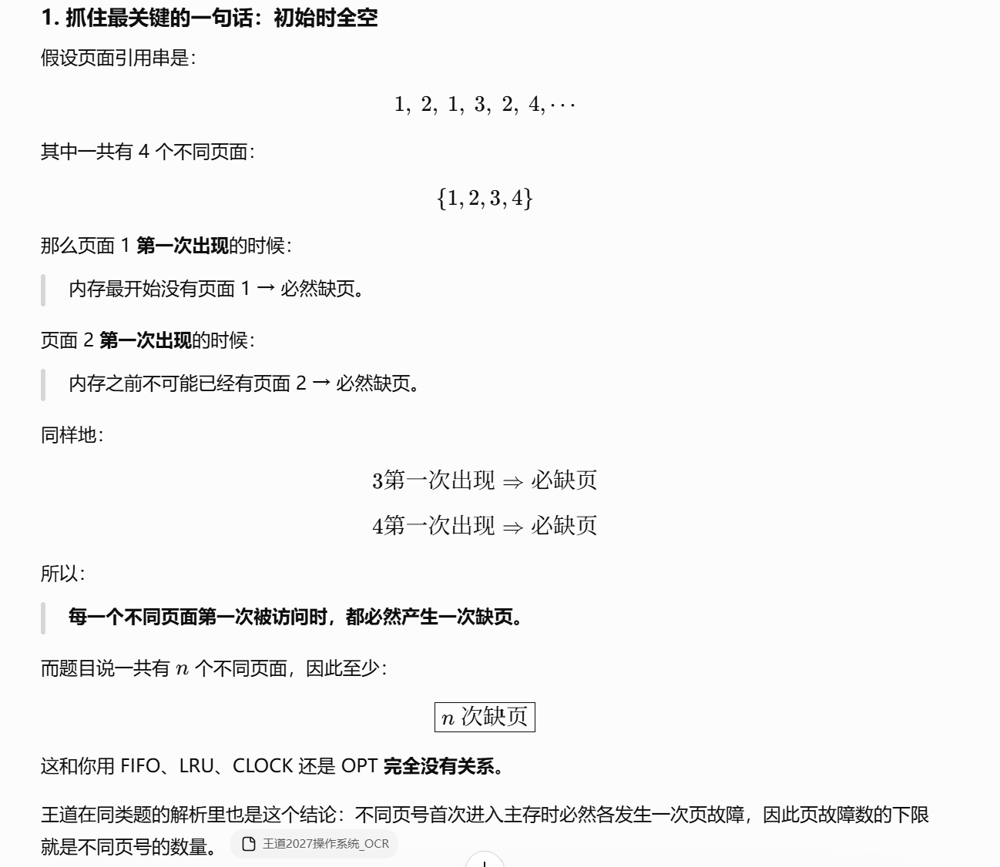 1. 抓住最关键的一句话：初始时全空
假设页面引用串是：
1, 2, 1, 3, 2, 4, ⋯
其中一共有 4 个不同页面：
{1, 2, 3, 4}
那么页面 1 第一次出现的时候：
内存最开始没有页面 1 → 必然缺页。
页面 2 第一次出现的时候：
内存之前不可能已经有页面 2 → 必然缺页。
同样地：
3第一次出现 ⇒ 必缺页
4第一次出现 ⇒ 必缺页
所以：
每一个不同页面第一次被访问时，都必然产生一次缺页。
而题目说一共有 n 个不同页面，因此至少：
n 次缺页
这和你用 FIFO、LRU、CLOCK 还是 OPT 完全没有关系。
王道在同类题的解析里也是这个结论：不同页号首次进入主存时必然各发生一次页故障，因此页故障数的下限
就是不同页号的数量。 王道2027操作系统_OCR